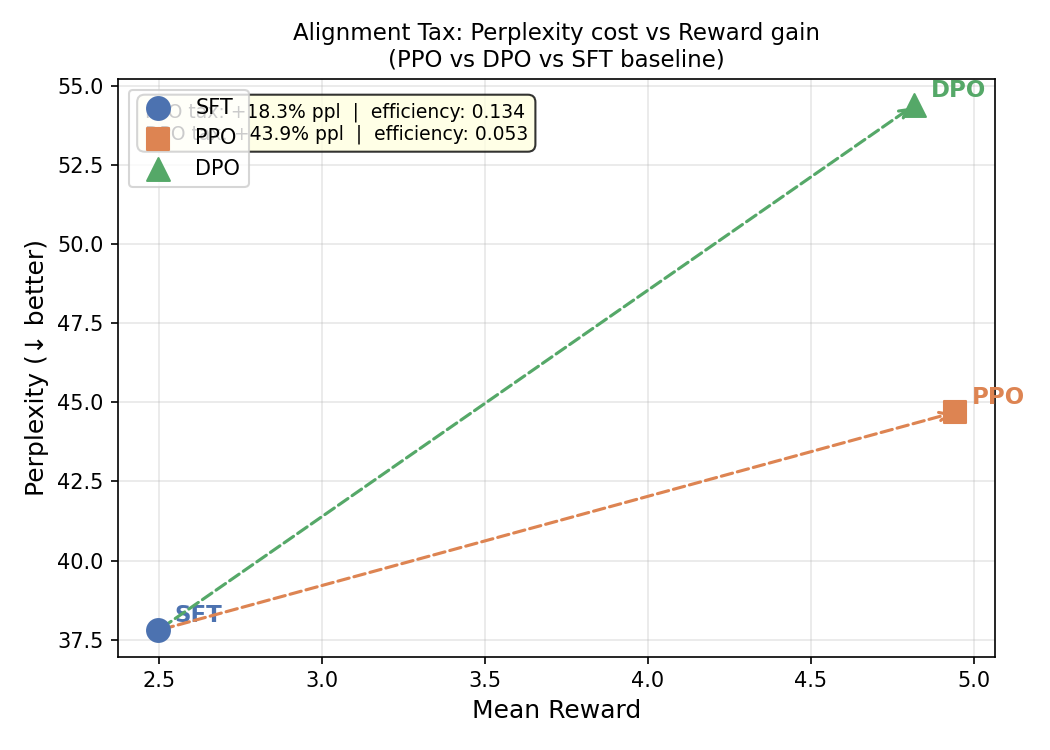 Alignment Tax: Perplexity cost vs Reward gain
(PPO vs DPO vs SFT baseline)
55.0
52.5
50.0
47.5
45.0
42.5
40.0
37.5
Perplexity (↓ better)
SFT
PPO
DPO
tax: +18.3% ppl | efficiency: 0.134
+43.9% ppl | efficiency: 0.053
DPO
PPO
SFT
2.5
3.0
3.5
4.0
4.5
5.0
Mean Reward